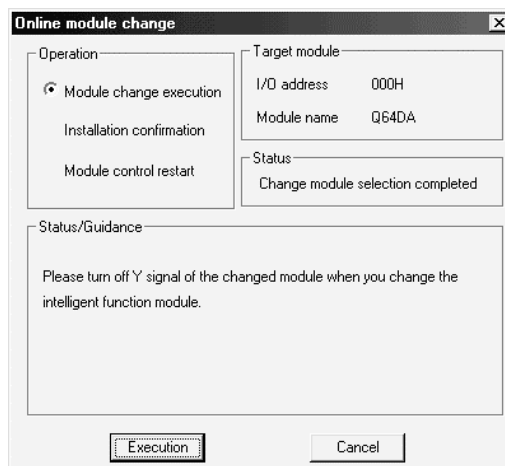 Online module change
Operation
Module change execution
Installation confirmation
Module control restart
Target module
I/O address 000H
Module name Q64DA
Status
Change module selection completed
Status/Guidance
Please turn off Y signal of the changed module when you change the
intelligent function module.
Execution Cancel